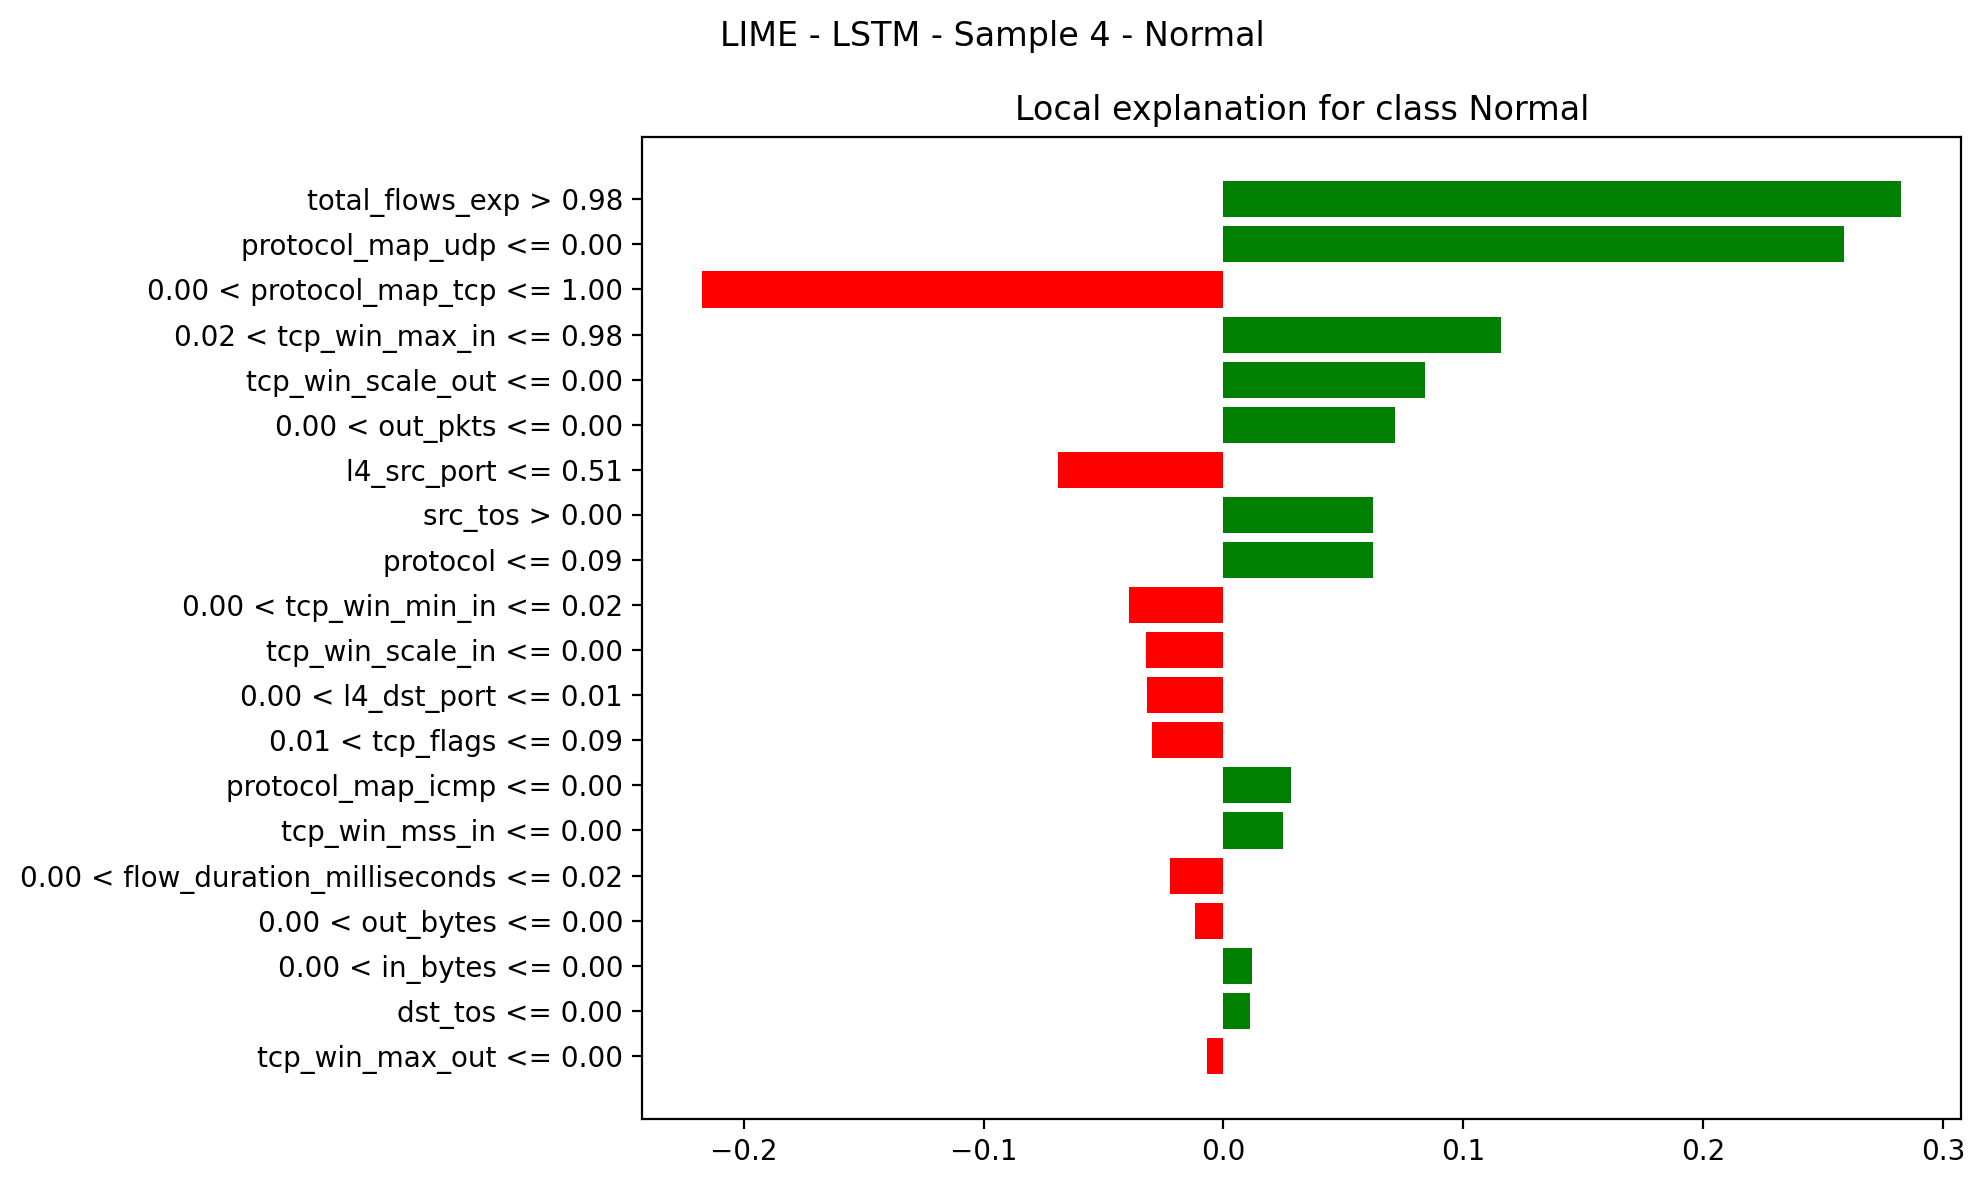 LIME - LSTM - Sample 4 - Normal
Local explanation for class Normal
total_flows_exp > 0.98
protocol_map_udp <= 0.00
0.00 < protocol_map_tcp <= 1.00
0.02 < tcp_win_max_in <= 0.98
tcp_win_scale_out <= 0.00
0.00 < out_pkts <= 0.00
l4_src_port <= 0.51
src_tos > 0.00
protocol <= 0.09
0.00 < tcp_win_min_in <= 0.02
tcp_win_scale_in <= 0.00
0.00 < l4_dst_port <= 0.01
0.01 < tcp_flags <= 0.09
protocol_map_icmp <= 0.00
tcp_win_mss_in <= 0.00
0.00 < flow_duration_milliseconds <= 0.02
0.00 < out_bytes <= 0.00
0.00 < in_bytes <= 0.00
dst_tos <= 0.00
tcp_win_max_out <= 0.00
−0.2 −0.1 0.0 0.1 0.2 0.3